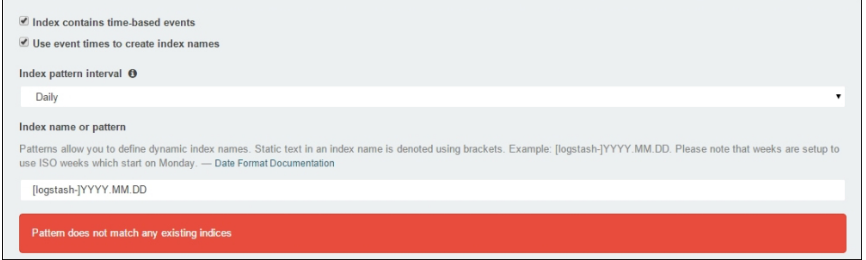 Index contains time-based events
Use event times to create index names
Index pattern interval
Daily
Index name or pattern
Patterns allow you to define dynamic index names. Static text in an index name is denoted using brackets. Example: [logstash-]YYYY.MM.DD. Please note that weeks are setup to
use ISO weeks which start on Monday. — Date Format Documentation
[logstash-]YYYY.MM.DD
Pattern does not match any existing indices